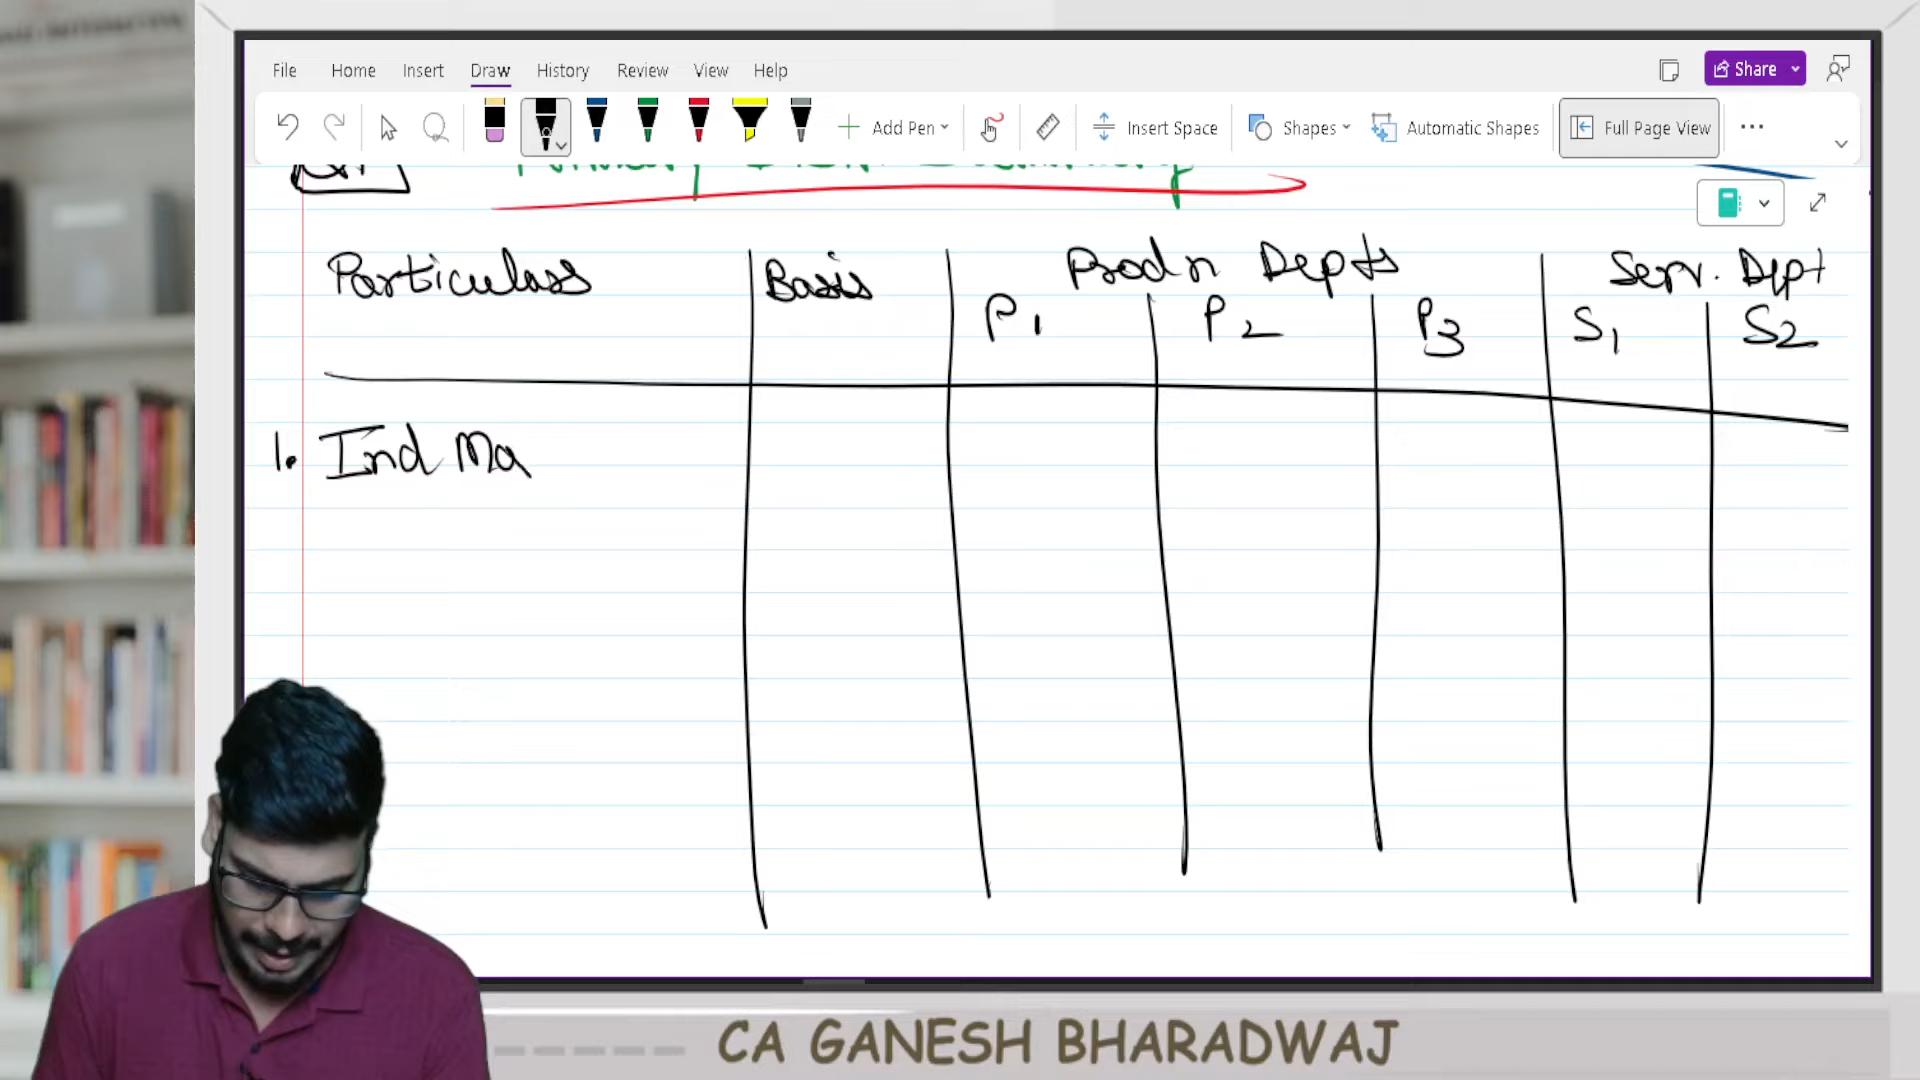 File Home Insert Draw History Review View Help Share
Add Pen Insert Space Shapes Automatic Shapes Full Page View
Particulars Basis Prodn Depts Serv. Dept
P1 P2 P3 S1 S2
1. Ind Ma
CA GANESH BHARADWAJ